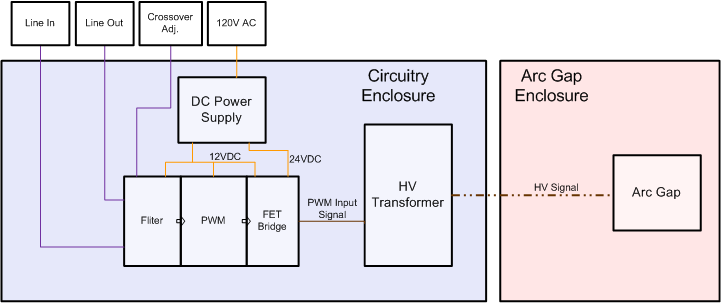 Line In
Line Out
Crossover
Adj.
120V AC
Circuitry
Enclosure
Arc Gap
Enclosure
DC Power
Supply
12VDC
24VDC
Fliter
PWM
FET
Bridge
PWM Input
Signal
HV
Transformer
HV Signal
Arc Gap